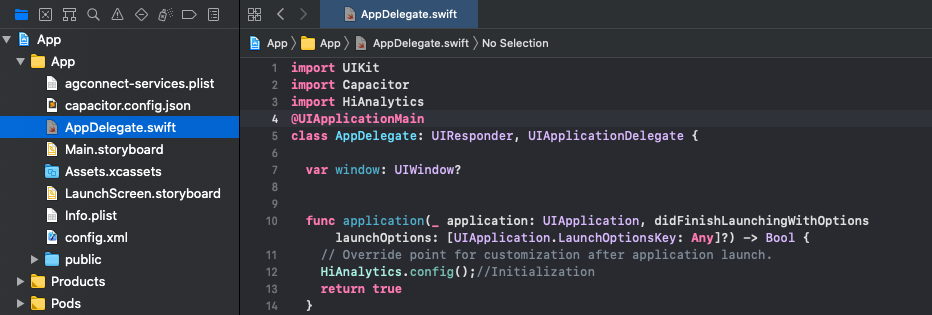 AppDelegate.swift
App
App
agconnect-services.plist
capacitor.config.json
AppDelegate.swift
Main.storyboard
Assets.xcassets
LaunchScreen.storyboard
Info.plist
config.xml
public
Products
Pods
App 〉 App 〉 AppDelegate.swift 〉 No Selection
1 import UIKit
2 import Capacitor
3 import HiAnalytics
4 @UIApplicationMain
5 class AppDelegate: UIResponder, UIApplicationDelegate {
6
7 var window: UIWindow?
8
9
10 func application(_ application: UIApplication, didFinishLaunchingWithOptions
launchOptions: [UIApplication.LaunchOptionsKey: Any]?) -> Bool {
11 // Override point for customization after application launch.
12 HiAnalytics.config();//Initialization
13 return true
14 }